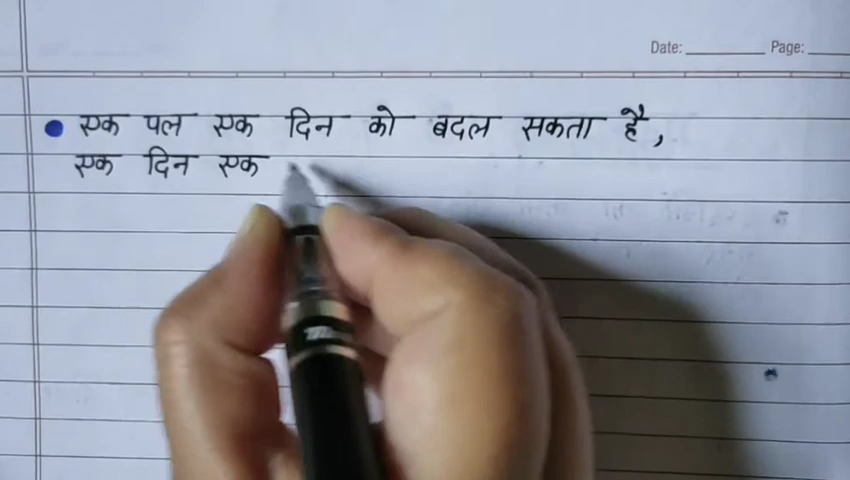 Date: Page:
एक पल एक दिन को बदल सकता है,
एक दिन एक